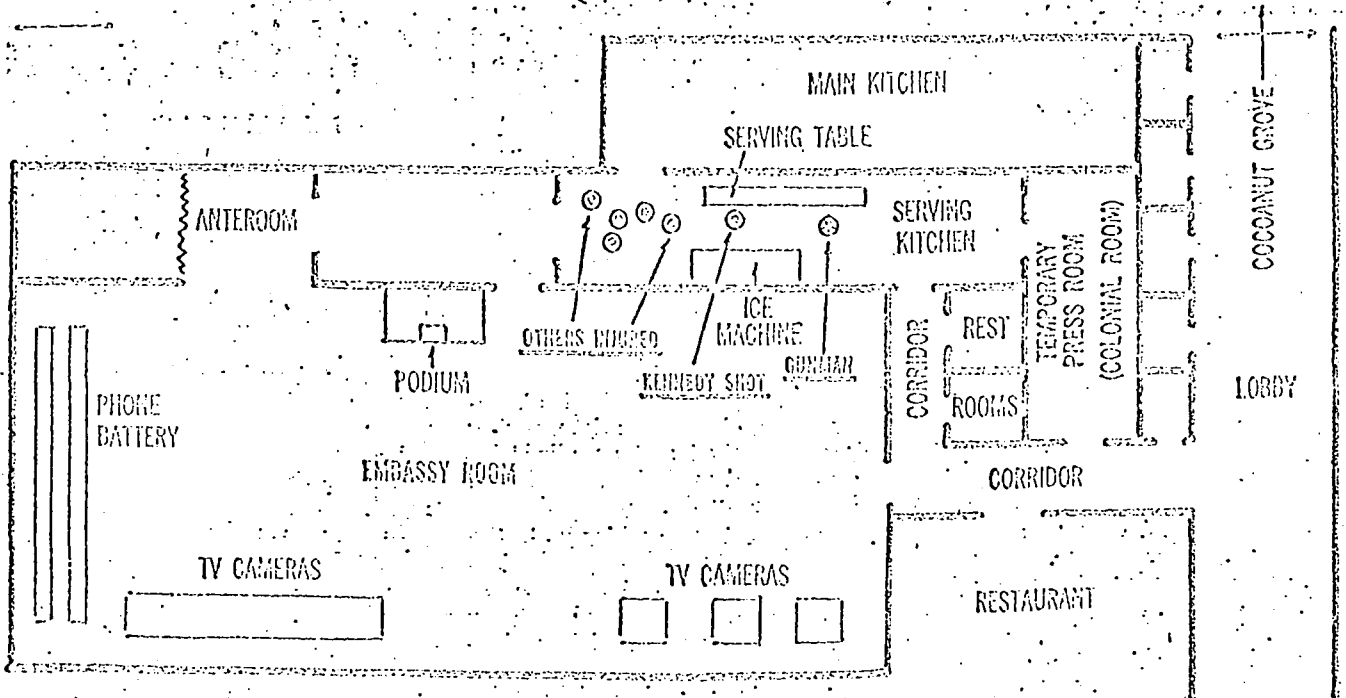 MAIN KITCHEN
SERVING TABLE
ANTEROOM
SERVING
KITCHEN
COCOANUT GROVE
TEMPORARY
PRESS ROOM
(COLONIAL ROOM)
ICE
MACHINE
OTHERS INJURED
KENNEDY SHOT
GUNMAN
PODIUM
CORRIDOR
REST
ROOMS
LOBBY
PHONE
BATTERY
EMBASSY ROOM
CORRIDOR
TV CAMERAS
TV CAMERAS
RESTAURANT